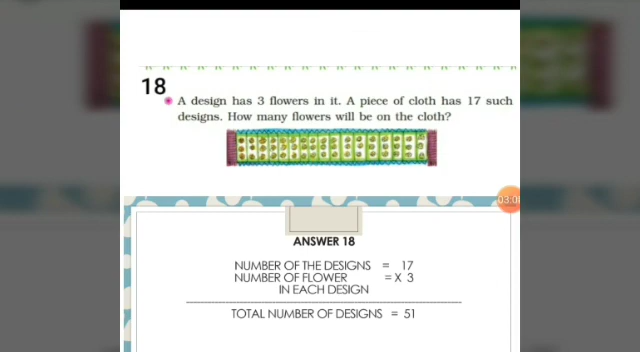 18
A design has 3 flowers in it. A piece of cloth has 17 such
designs. How many flowers will be on the cloth?
ANSWER 18
NUMBER OF THE DESIGNS = 17
NUMBER OF FLOWER = X 3
IN EACH DESIGN
TOTAL NUMBER OF DESIGNS = 51